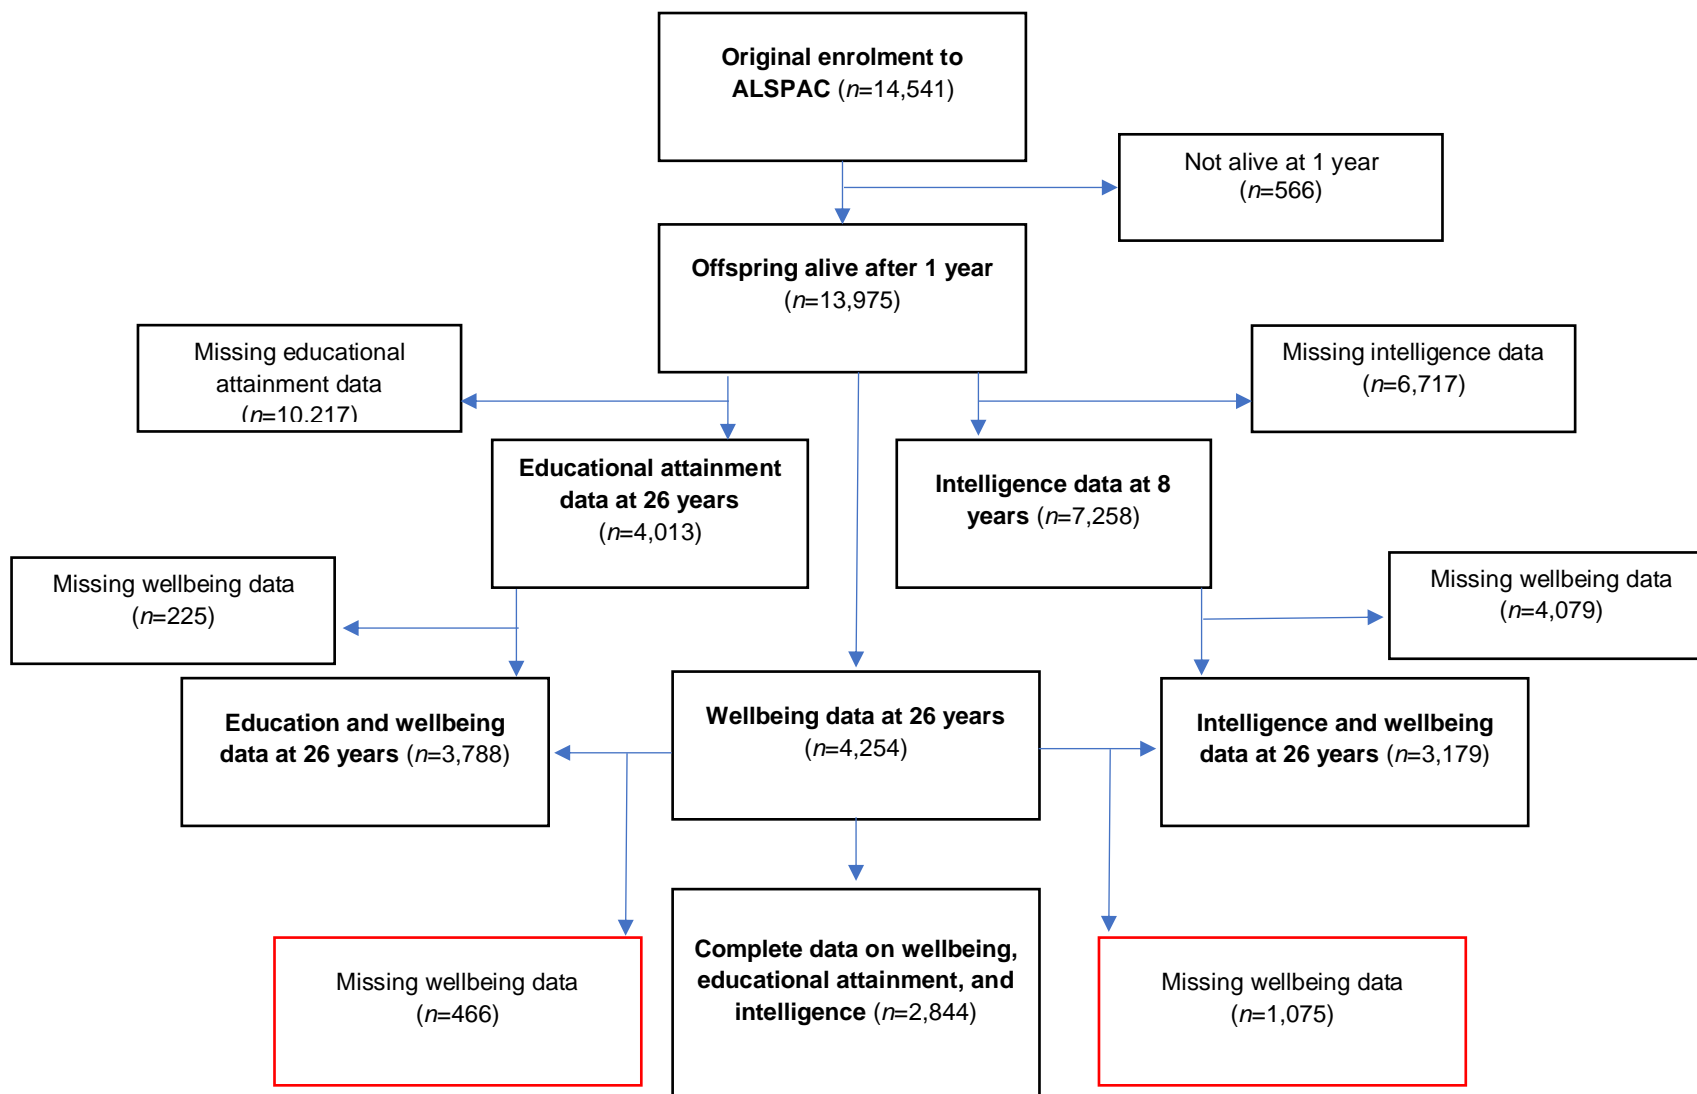 Original enrolment to
ALSPAC (n=14,541)
Not alive at 1 year
(n=566)
Offspring alive after 1 year
(n=13,975)
Missing educational
attainment data
(n=10,217)
Missing intelligence data
(n=6,717)
Educational attainment
data at 26 years
(n=4,013)
Intelligence data at 8
years (n=7,258)
Missing wellbeing data
(n=225)
Missing wellbeing data
(n=4,079)
Education and wellbeing
data at 26 years (n=3,788)
Wellbeing data at 26 years
(n=4,254)
Intelligence and wellbeing
data at 26 years (n=3,179)
Missing wellbeing data
(n=466)
Complete data on wellbeing,
educational attainment, and
intelligence (n=2,844)
Missing wellbeing data
(n=1,075)